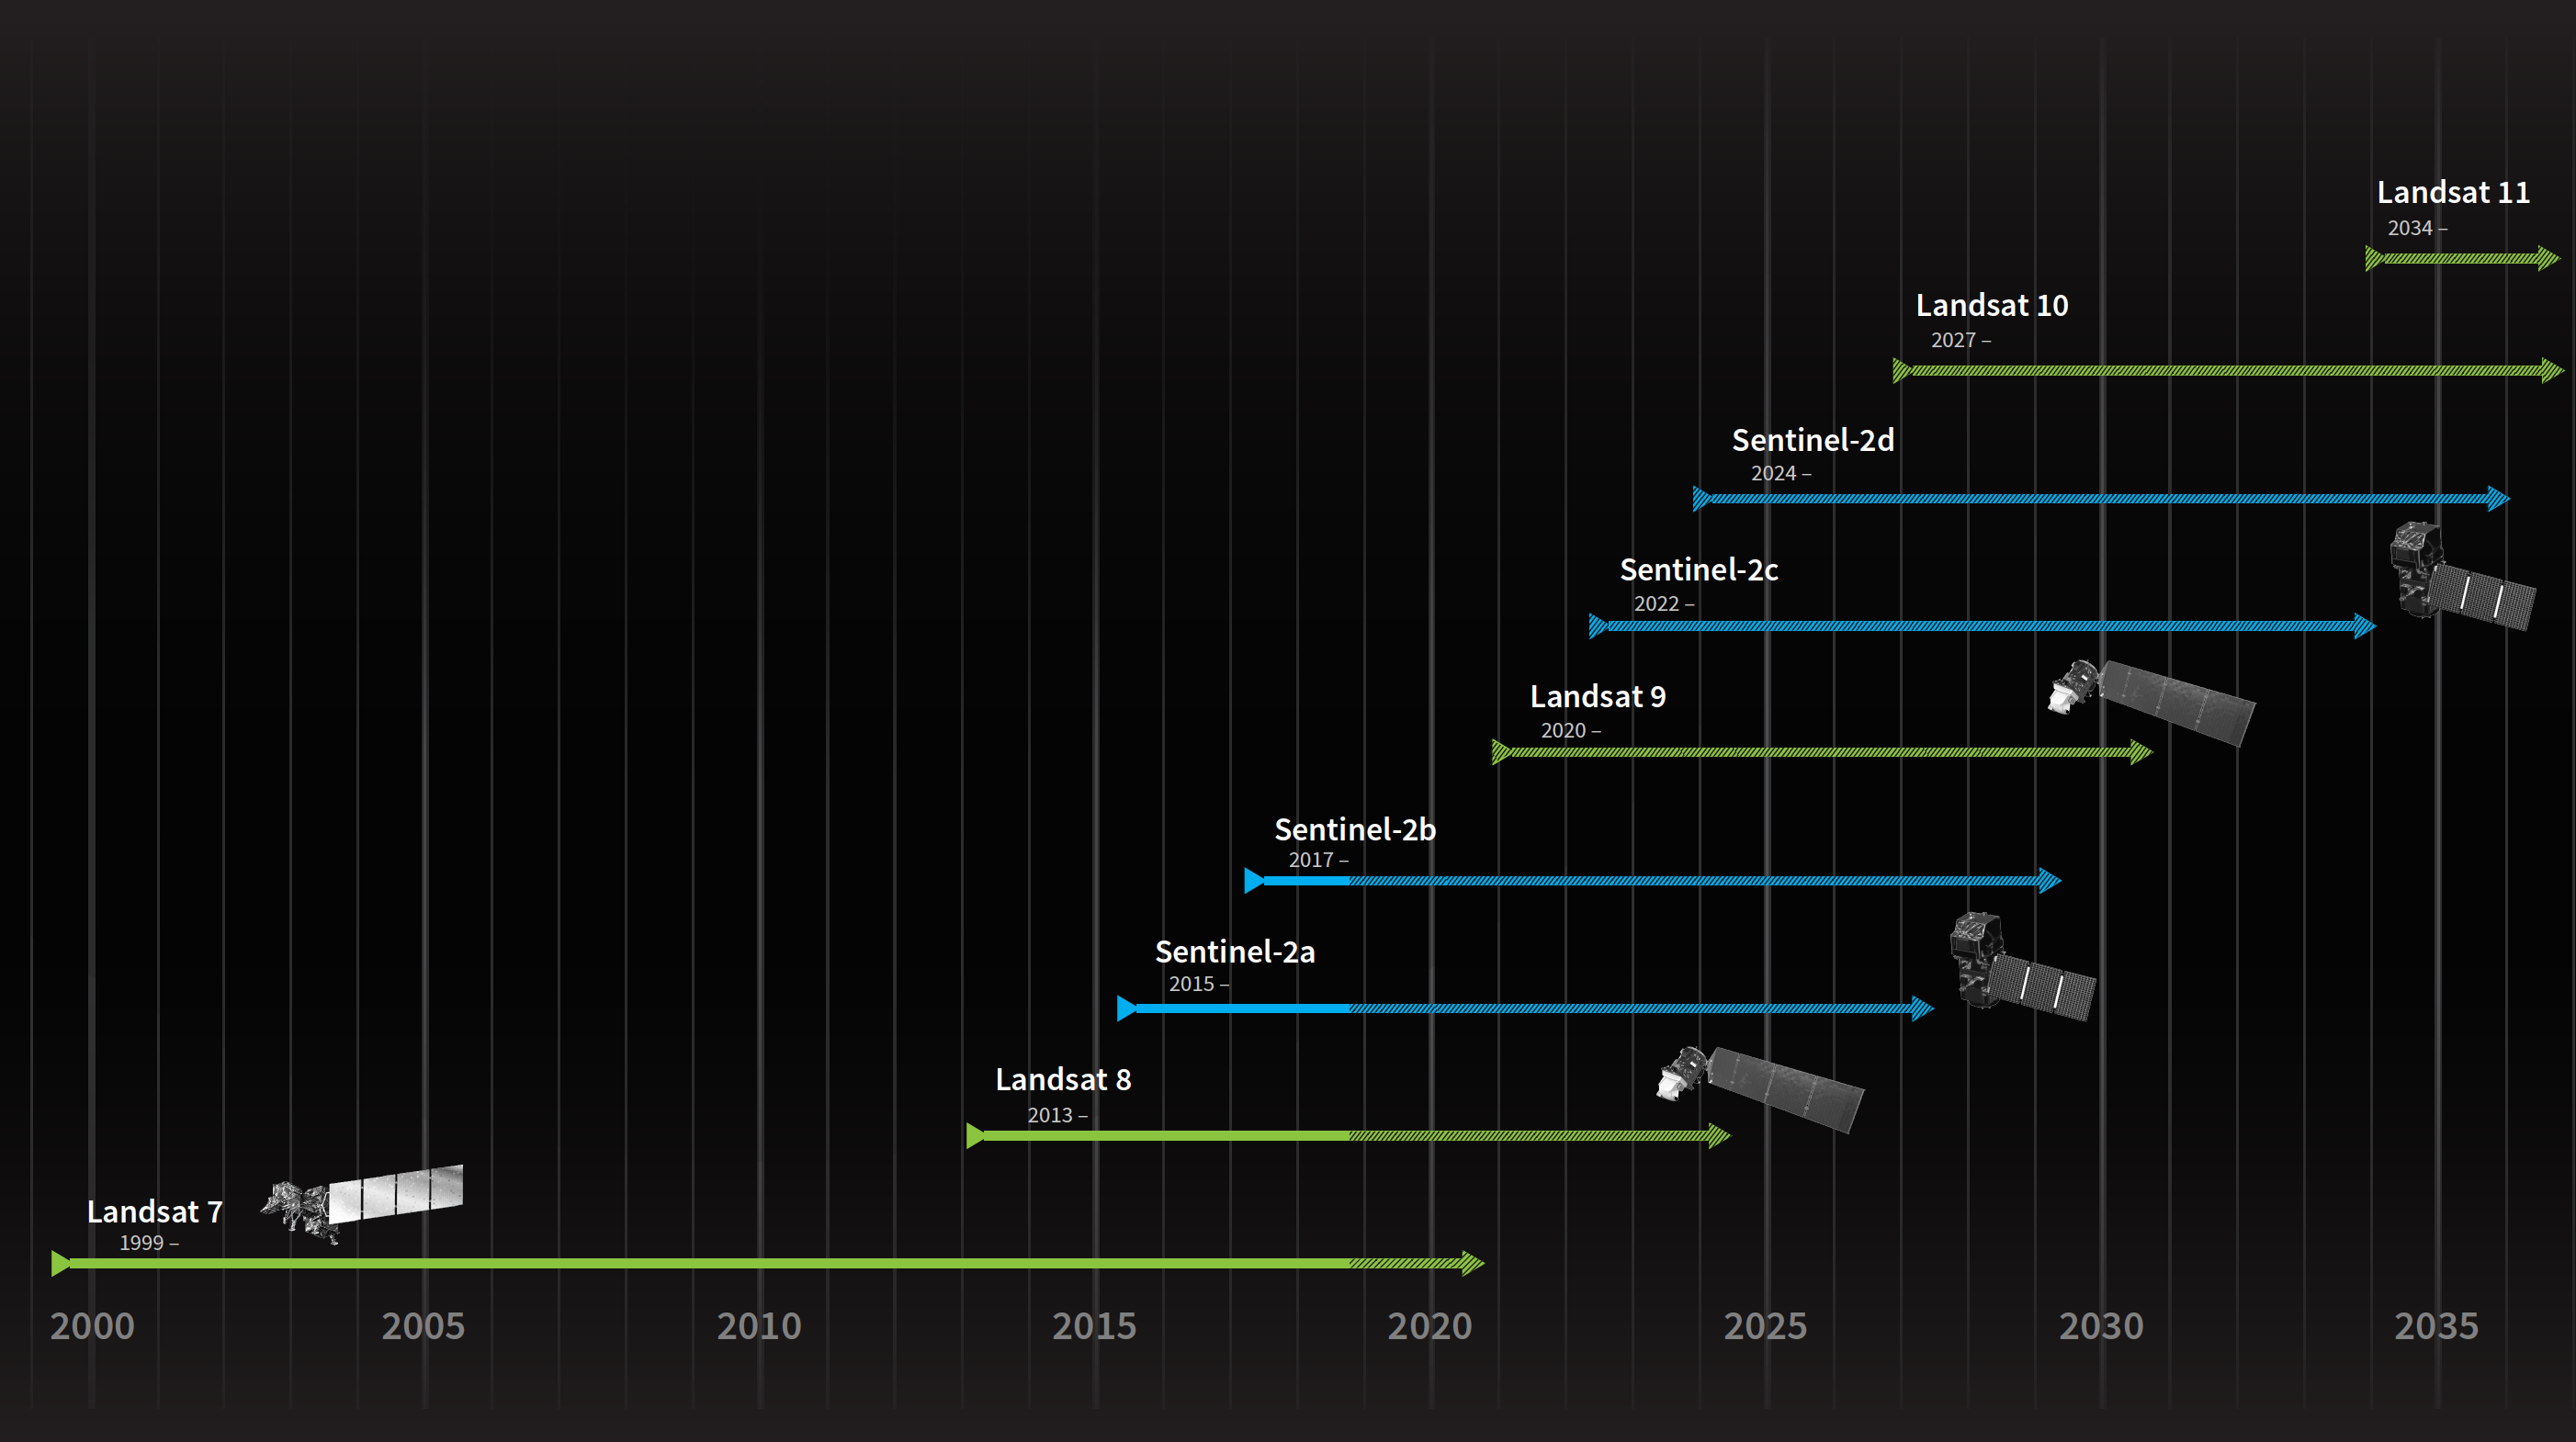 Landsat 11
2034 –
Landsat 10
2027 –
Sentinel-2d
2024 –
Sentinel-2c
2022 –
Landsat 9
2020 –
Sentinel-2b
2017 –
Sentinel-2a
2015 –
Landsat 8
2013 –
Landsat 7
1999 –
2000 2005 2010 2015 2020 2025 2030 2035